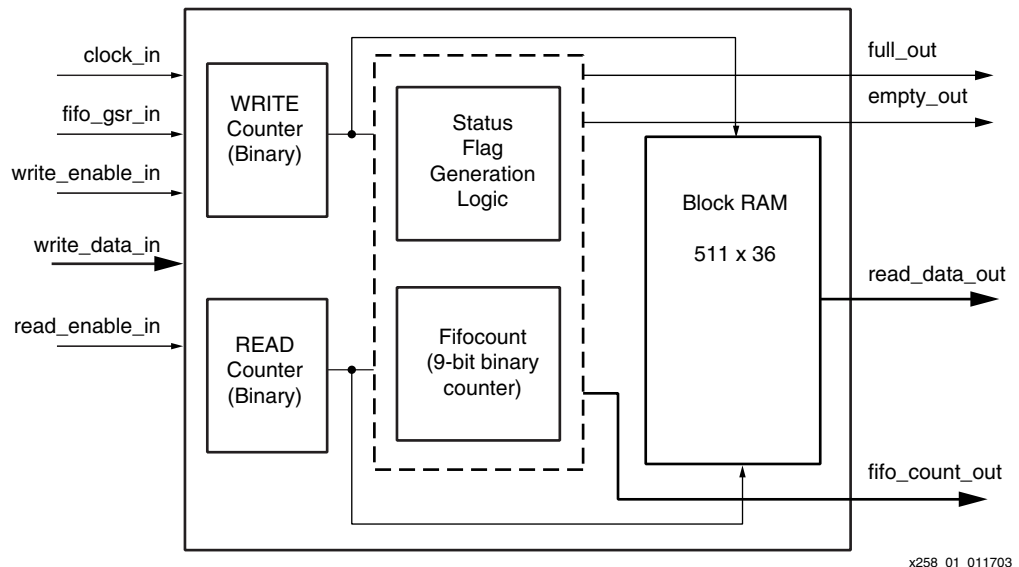 clock_in
fifo_gsr_in
write_enable_in
write_data_in
read_enable_in
WRITE
Counter
(Binary)
READ
Counter
(Binary)
Status
Flag
Generation
Logic
Fifocount
(9-bit binary
counter)
Block RAM
511 x 36
full_out
empty_out
read_data_out
fifo_count_out
x258_01_011703